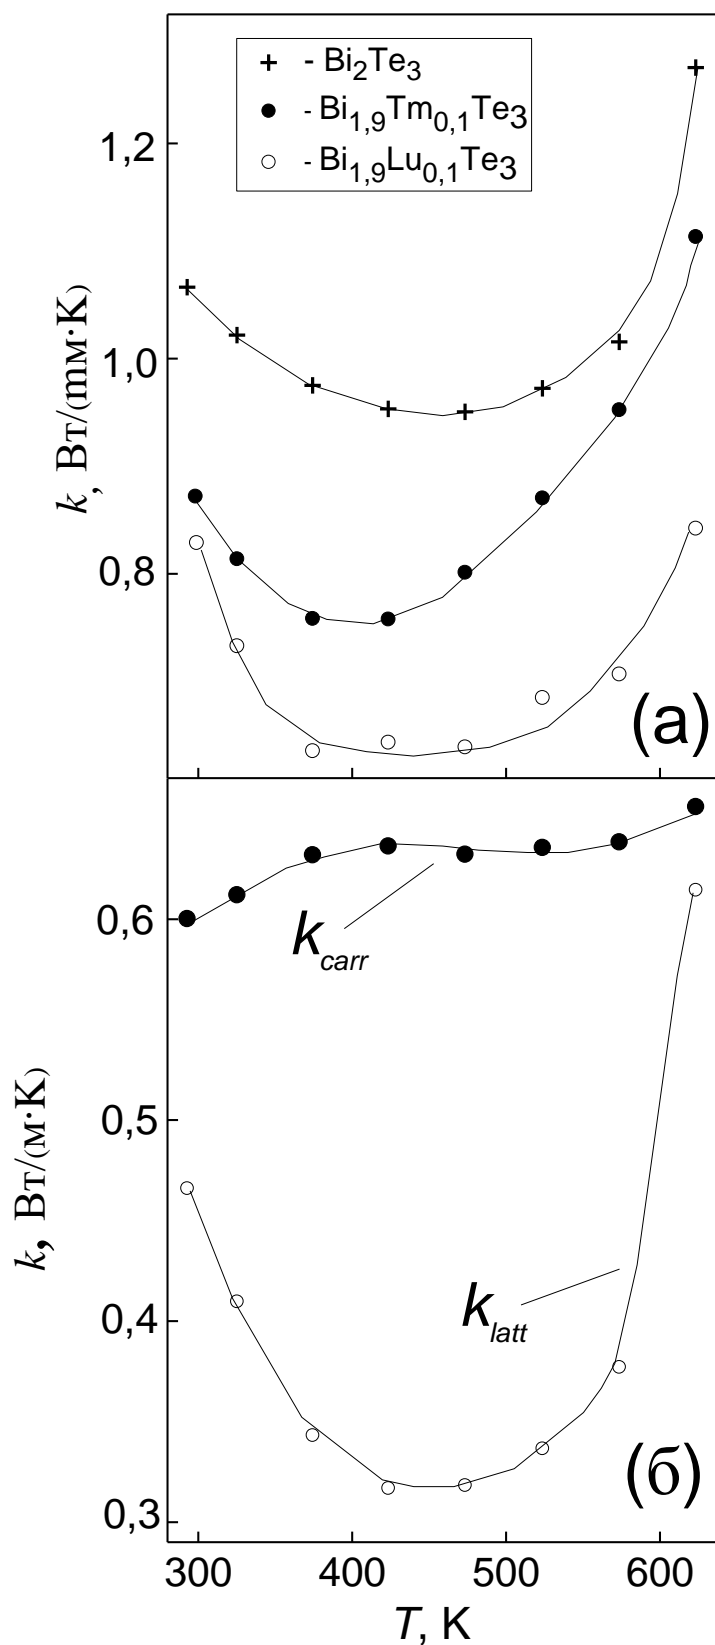 + - Bi2Te3
● - Bi1,9Tm0,1Te3
○ - Bi1,9Lu0,1Te3
1,2
1,0
0,8
k, Вт/(mм·К)
(а)
0,6
0,5
0,4
0,3
k, Вт/(м·К)
kcarr
klatt
(б)
300 400 500 600
T, K